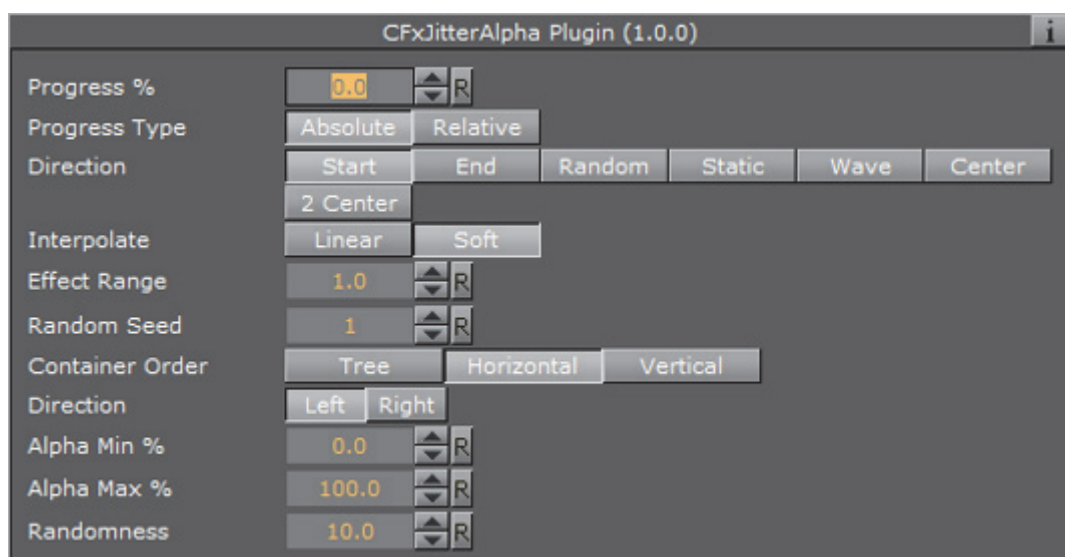 CFxJitterAlpha Plugin (1.0.0) i
Progress % 0.0 R
Progress Type Absolute Relative
Direction Start End Random Static Wave Center
2 Center
Interpolate Linear Soft
Effect Range 1.0 R
Random Seed 1 R
Container Order Tree Horizontal Vertical
Direction Left Right
Alpha Min % 0.0 R
Alpha Max % 100.0 R
Randomness 10.0 R